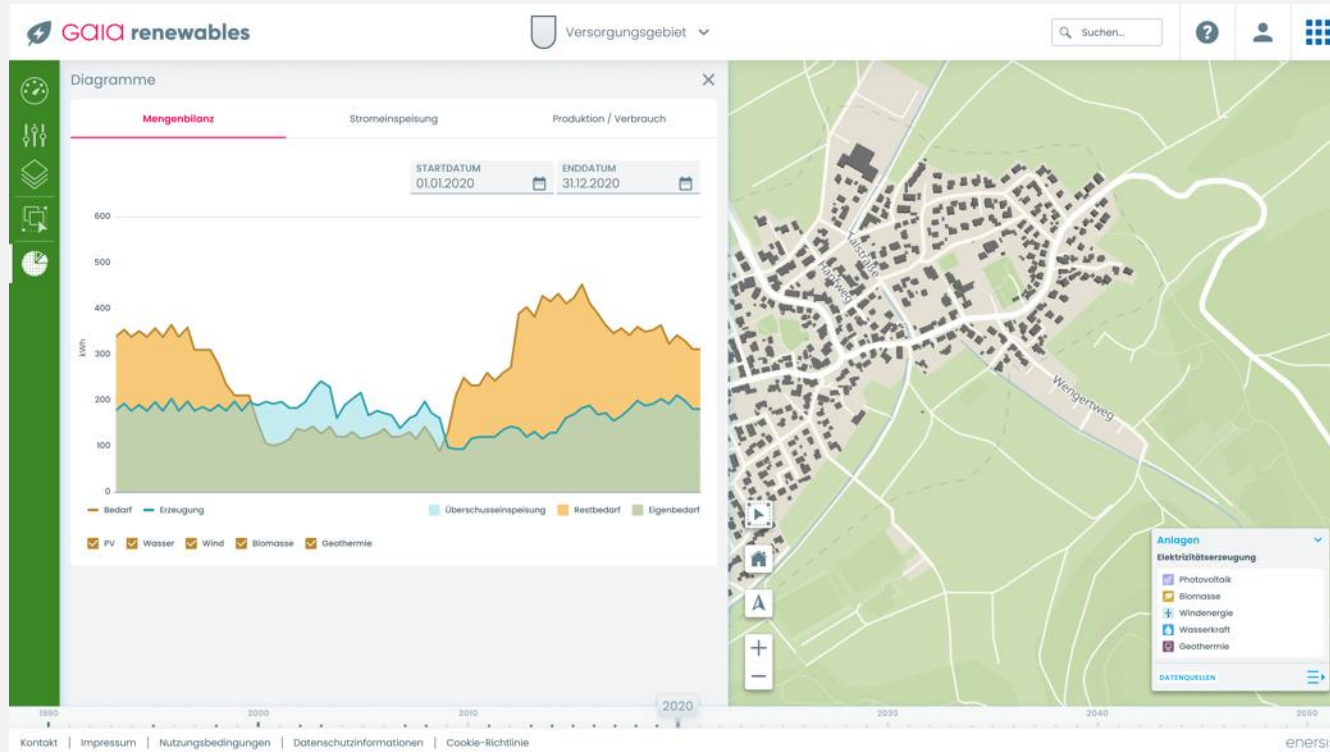 Gaia renewables
Versorgungsgebiet
Suchen...
Diagramme
Mengenbilanz
Stromeinspeisung
Produktion / Verbrauch
STARTDATUM
01.01.2020
ENDDATUM
31.12.2020
600
500
400
300
200
100
0
kWh
Bedarf
Erzeugung
Überschusseinspeisung
Restbedarf
Eigenbedarf
PV
Wasser
Wind
Biomasse
Geothermie
Talstraße
Hanfweg
Wengertweg
Anlagen
Elektrizitätserzeugung
Photovoltaik
Biomasse
Windenergie
Wasserkraft
Geothermie
DATENQUELLEN
1990
2000
2010
2020
2030
2040
2050
Kontakt | Impressum | Nutzungsbedingungen | Datenschutzinformationen | Cookie-Richtlinie
enersis